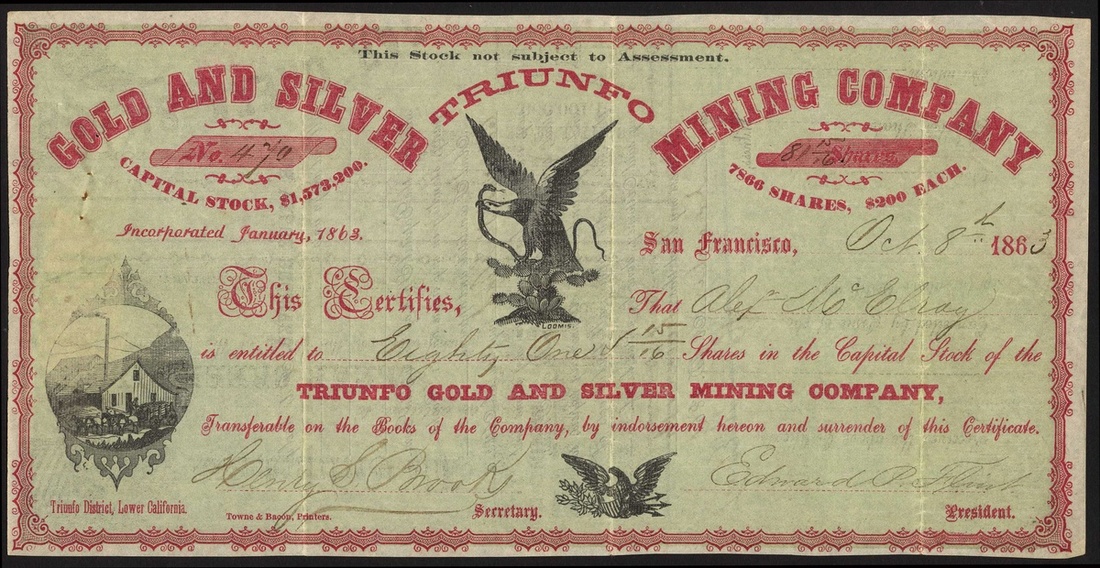 This Stock not subject to Assessment.
TRIUNFO
GOLD AND SILVER MINING COMPANY
No. 470
81 15/16 Shares
CAPITAL STOCK, $1,573,200.
7866 SHARES, $200 EACH.
Incorporated January, 1863.
San Francisco, Oct. 8th 1863
LOOMIS.
This Certifies, That Alexr McElroy
is entitled to Eighty One & 15/16 Shares in the Capital Stock of the
TRIUNFO GOLD AND SILVER MINING COMPANY,
Transferable on the Books of the Company, by indorsement hereon and surrender of this Certificate.
Henry S Brooks
Edward P. Flint
Triunfo District, Lower California.
Towne & Bacon, Printers.
Secretary.
President.